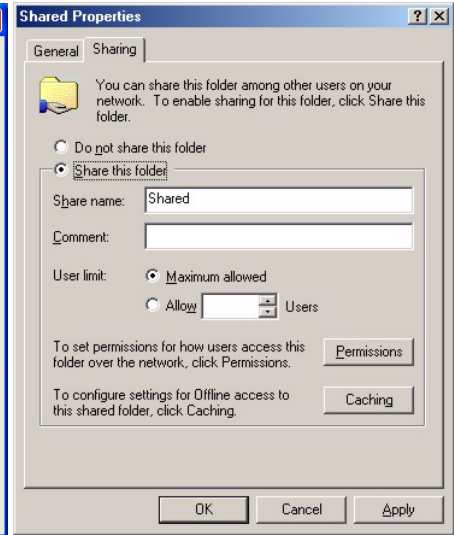 Shared Properties
General Sharing
You can share this folder among other users on your
network. To enable sharing for this folder, click Share this
folder.
Do not share this folder
Share this folder
Share name: Shared
Comment:
User limit: Maximum allowed
Allow Users
To set permissions for how users access this
folder over the network, click Permissions.
Permissions
To configure settings for Offline access to
this shared folder, click Caching.
Caching
OK Cancel Apply